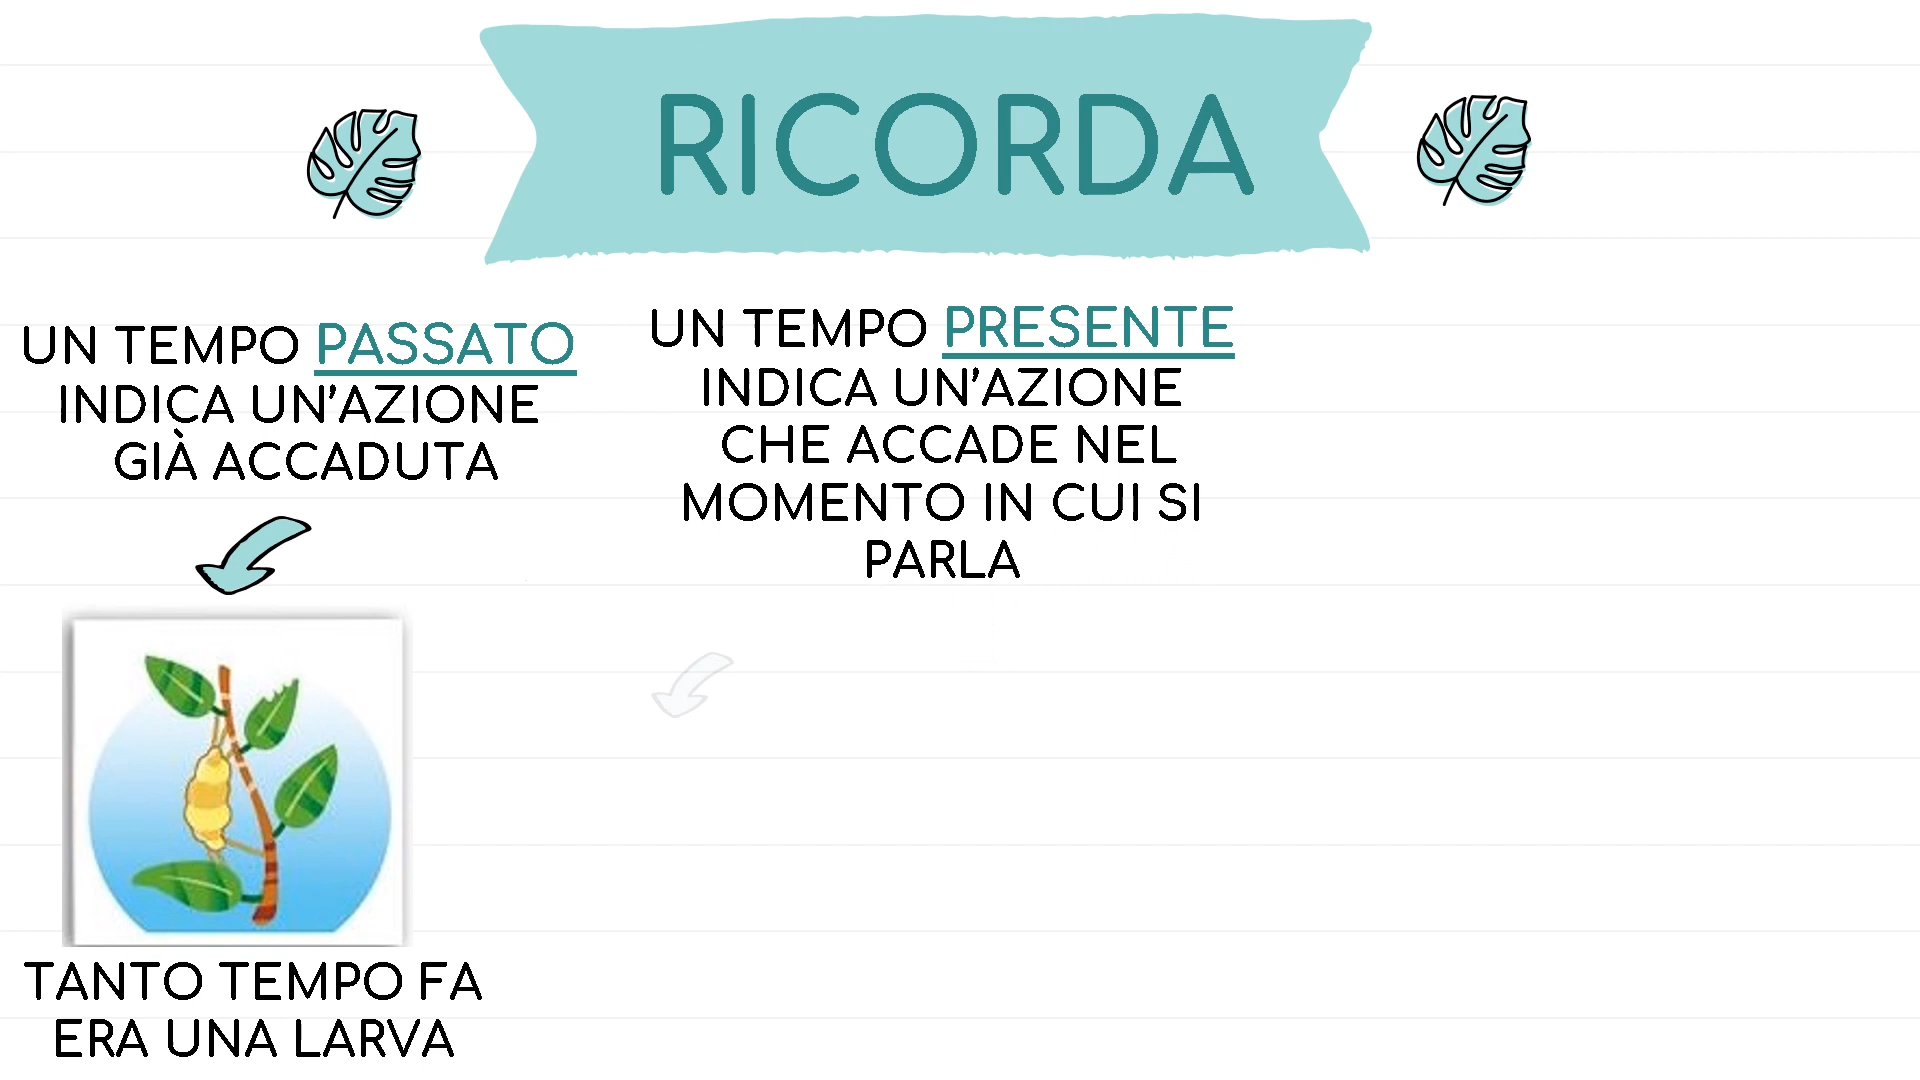 RICORDA
UN TEMPO PASSATO
INDICA UN'AZIONE
GIÀ ACCADUTA
UN TEMPO PRESENTE
INDICA UN'AZIONE
CHE ACCADE NEL
MOMENTO IN CUI SI
PARLA
TANTO TEMPO FA
ERA UNA LARVA